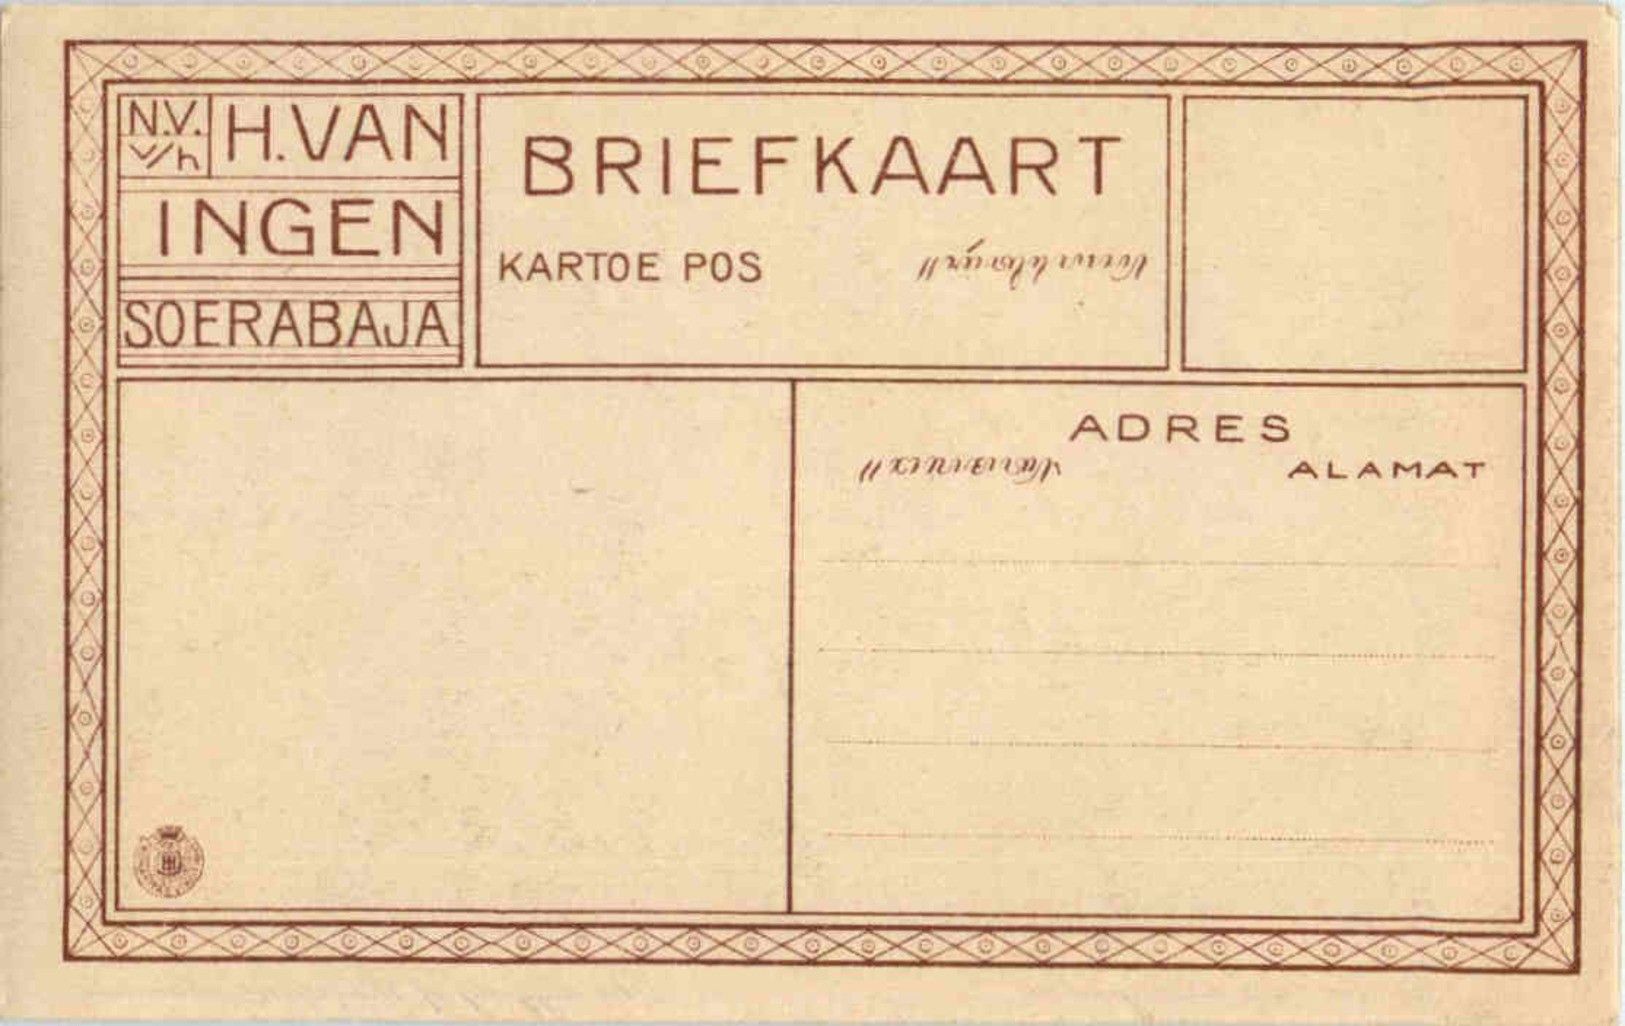 N.V. v/h H.VAN
INGEN
SOERABAJA
BRIEFKAART
KARTOE POS
ADRES
ALAMAT